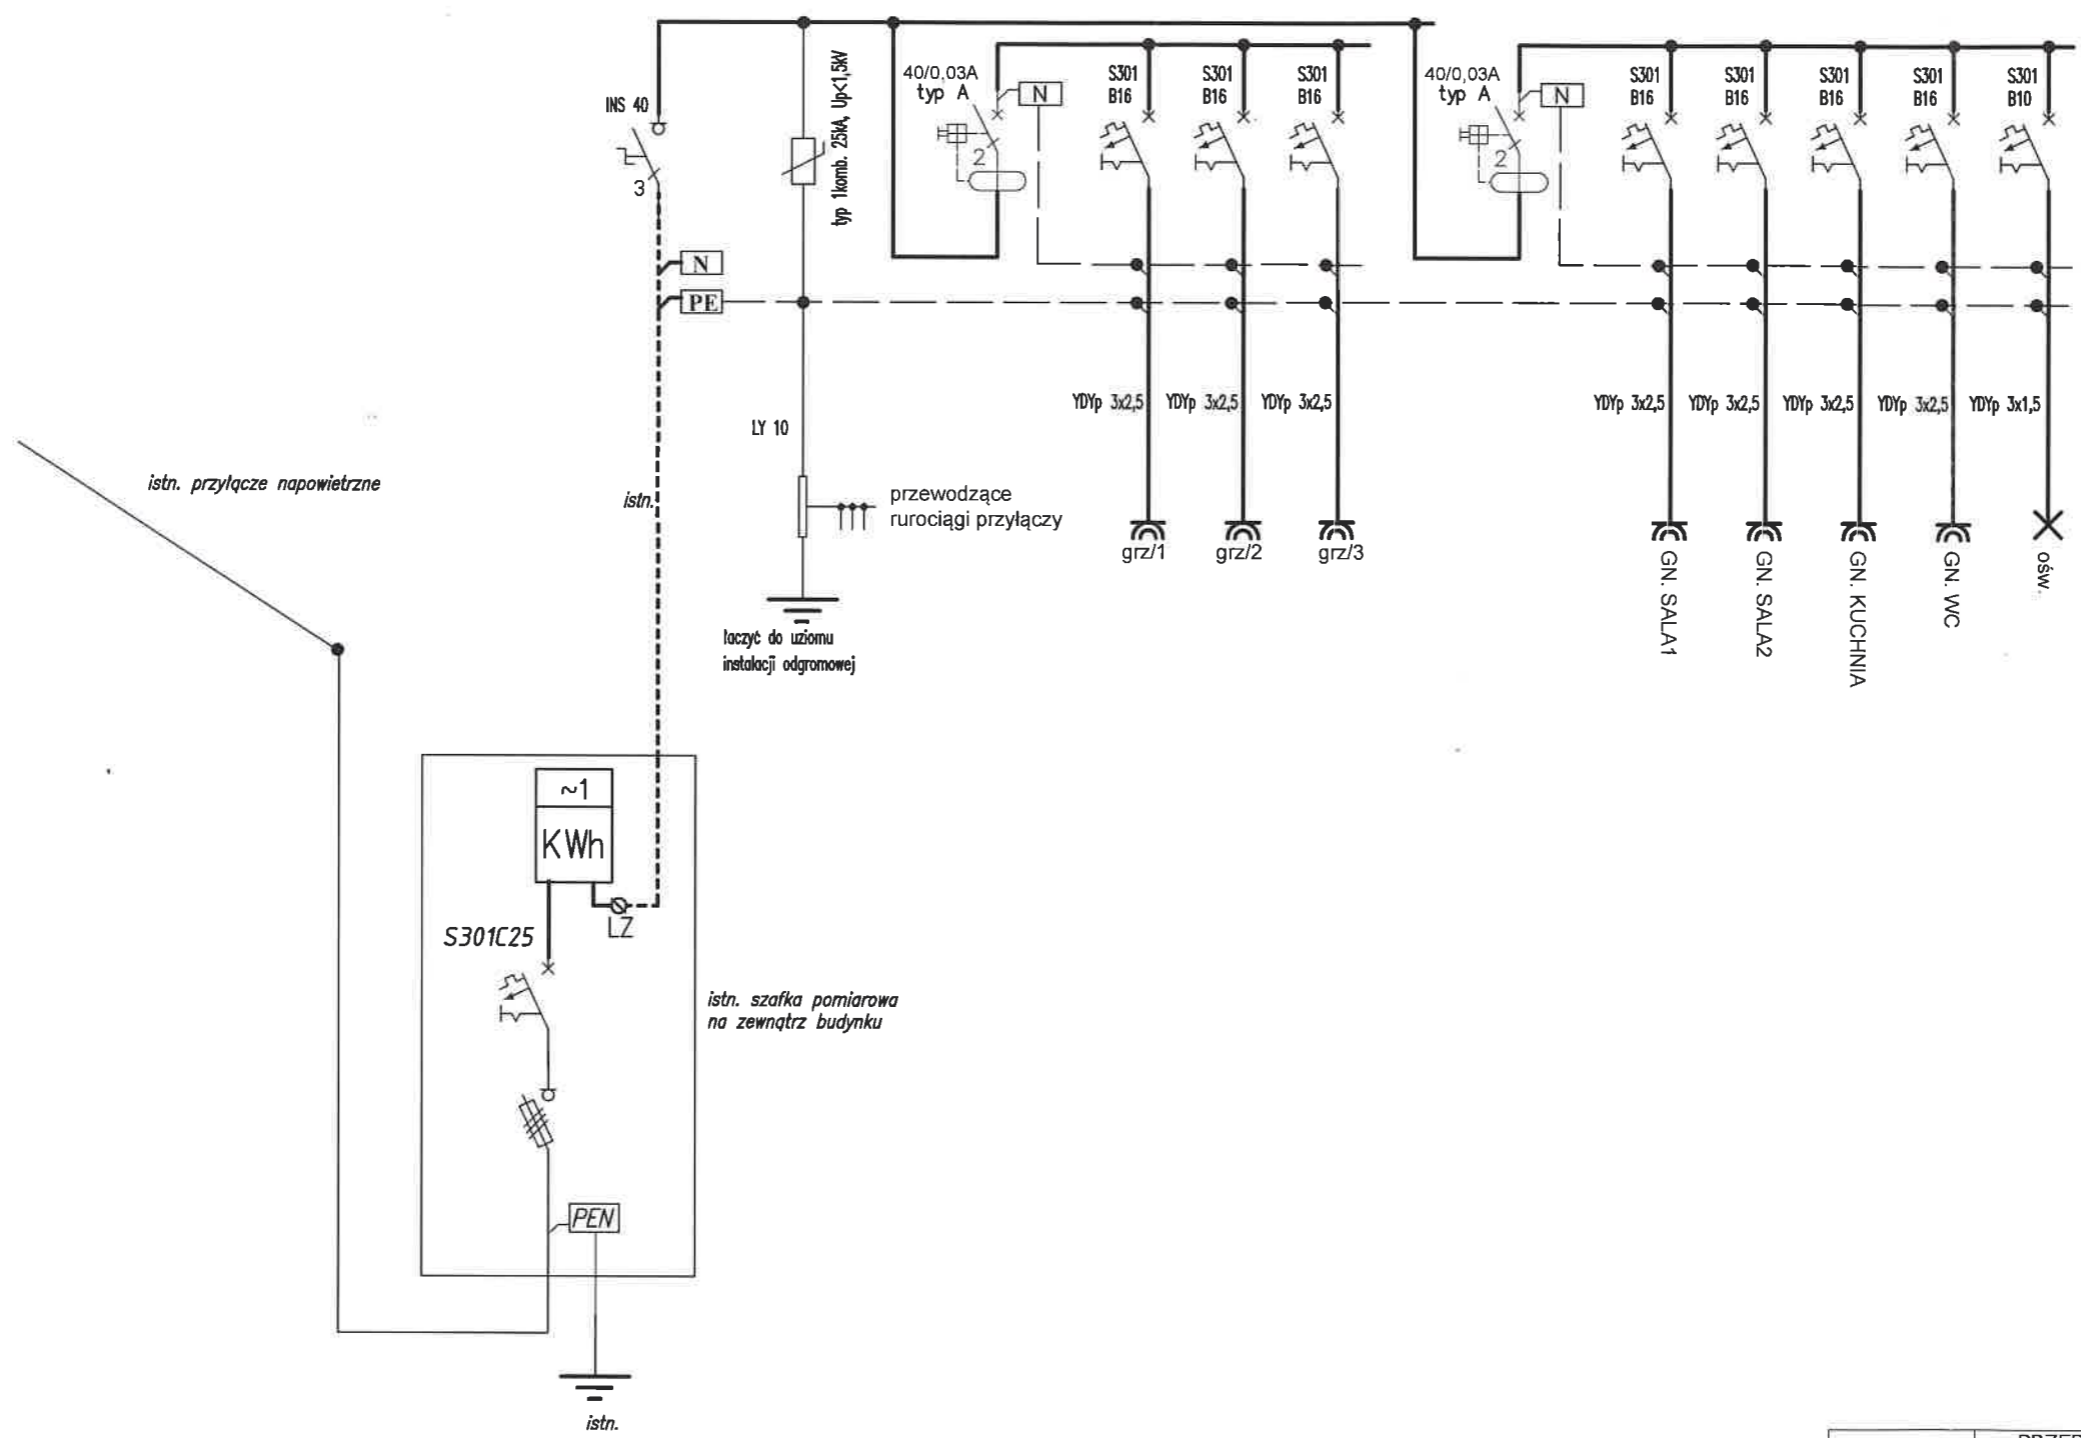 INS 40
3
typ 1komb. 25kA, Up<1,5kV
40/0,03A
typ A
N
2
S301
B16
S301
B16
S301
B16
40/0,03A
typ A
N
2
S301
B16
S301
B16
S301
B16
S301
B16
S301
B10
N
PE
YDYp 3x2,5
YDYp 3x2,5
YDYp 3x2,5
YDYp 3x2,5
YDYp 3x2,5
YDYp 3x2,5
YDYp 3x2,5
YDYp 3x1,5
LY 10
istn. przyłącze napowietrzne
istn.
przewodzące
rurociągi przyłączy
grz/1
grz/2
grz/3
GN. SALA1
GN. SALA2
GN. KUCHNIA
GN. WC
ośw.
łaczyć do uziomu
instalacji odgromowej
~1
KWh
LZ
S301C25
istn. szafka pomiarowa
na zewnątrz budynku
PEN
istn.